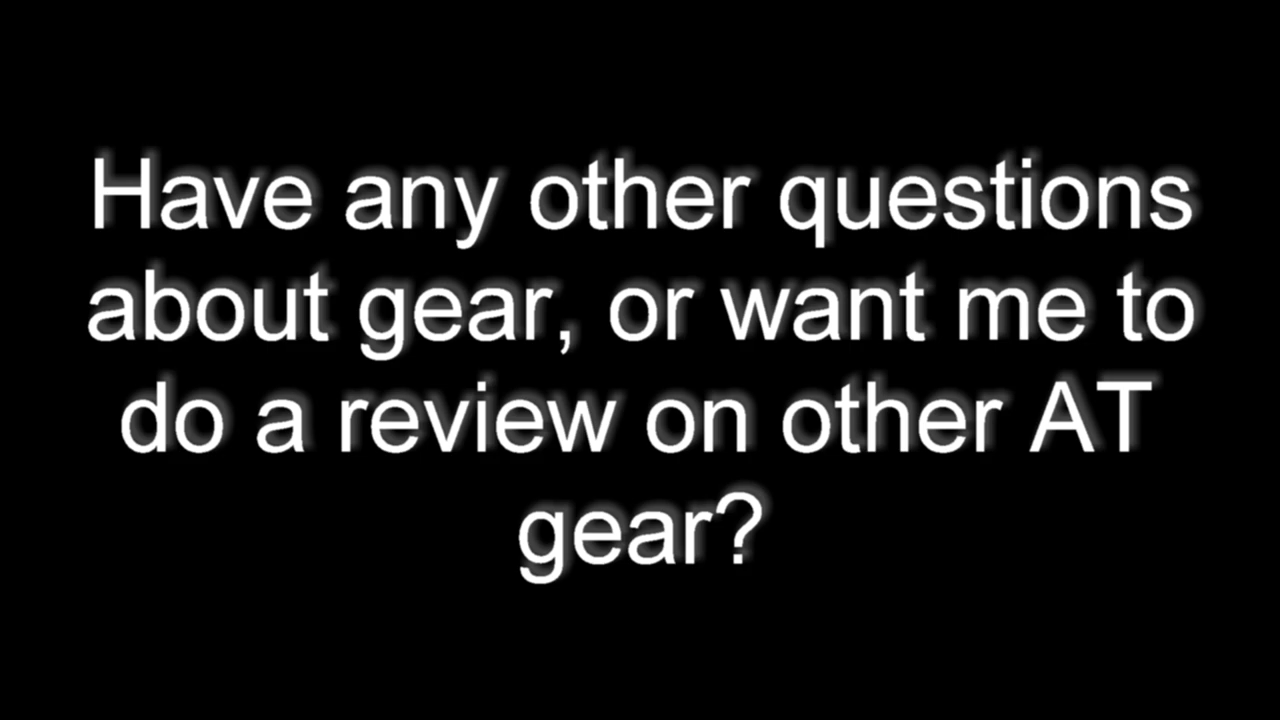 Have any other questions
about gear, or want me to
do a review on other AT
gear?